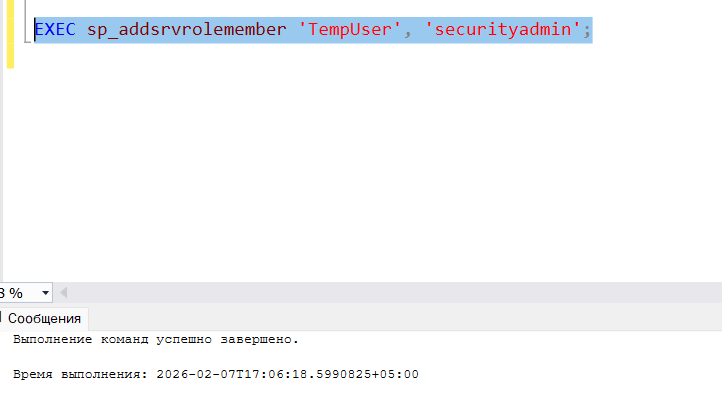 EXEC sp_addsrvrolemember 'TempUser', 'securityadmin';
%
Сообщения
Выполнение команд успешно завершено.
Время выполнения: 2026-02-07T17:06:18.5990825+05:00